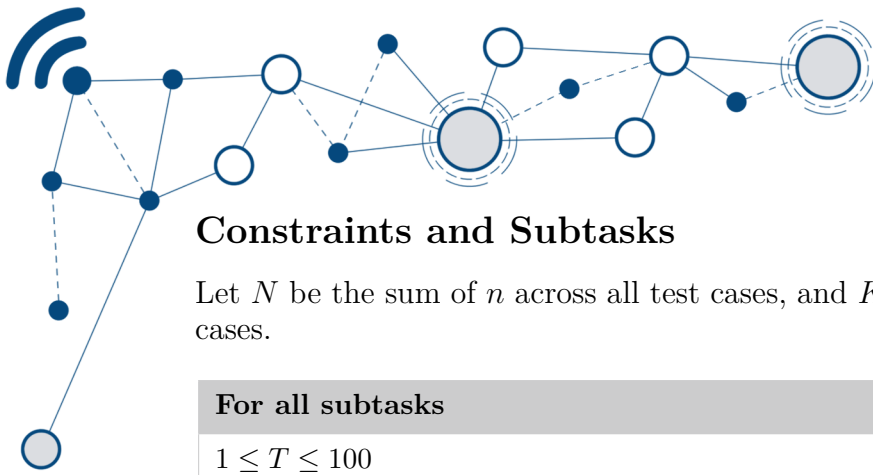 Constraints and Subtasks
Let N be the sum of n across all test cases, and
cases.
For all subtasks
1 ≤ T ≤ 100